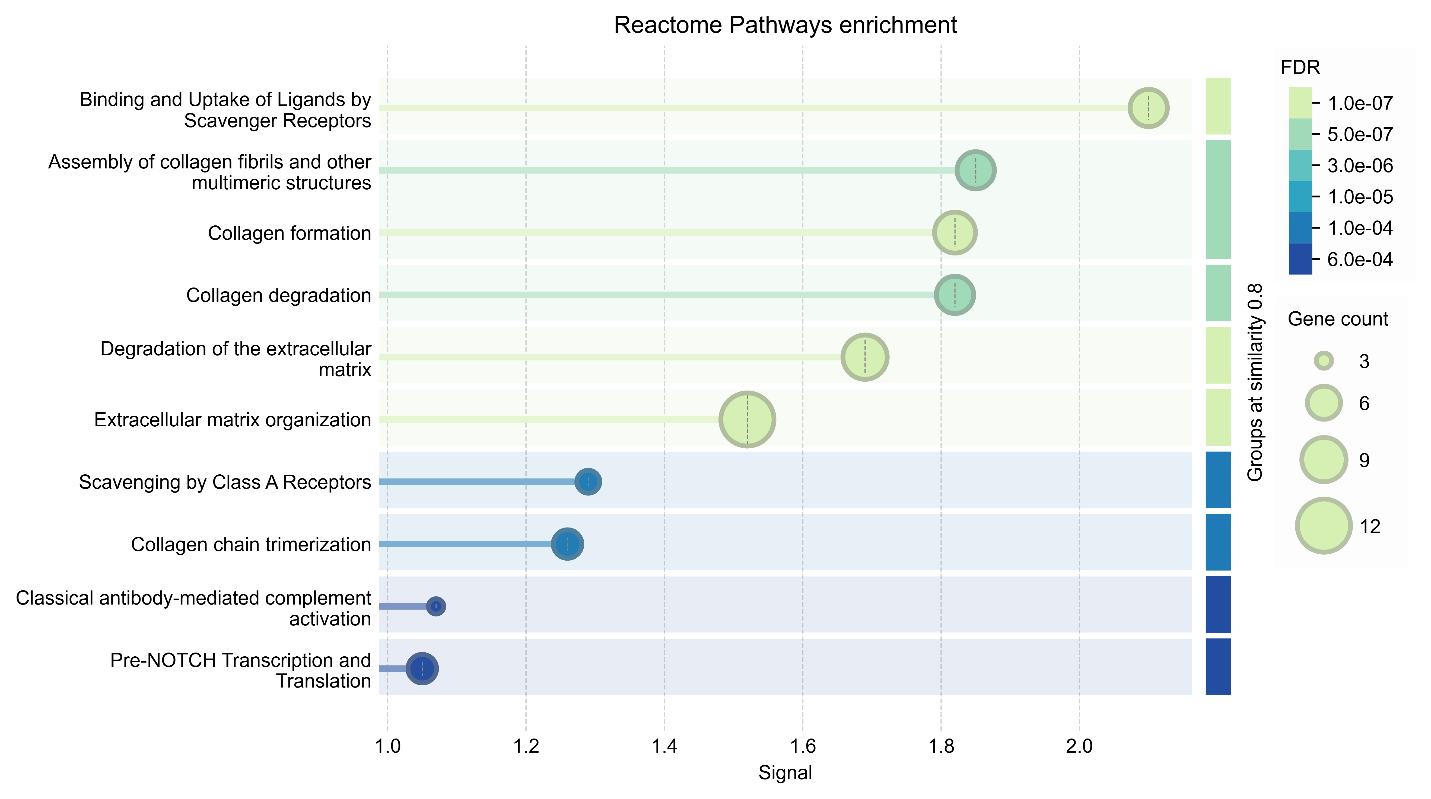 Reactome Pathways enrichment
Binding and Uptake of Ligands by
Scavenger Receptors
Assembly of collagen fibrils and other
multimeric structures
Collagen formation
Collagen degradation
Degradation of the extracellular
matrix
Extracellular matrix organization
Scavenging by Class A Receptors
Collagen chain trimerization
Classical antibody-mediated complement
activation
Pre-NOTCH Transcription and
Translation
1.0 1.2 1.4 1.6 1.8 2.0
Signal
Groups at similarity 0.8
FDR
1.0e-07
5.0e-07
3.0e-06
1.0e-05
1.0e-04
6.0e-04
Gene count
3
6
9
12